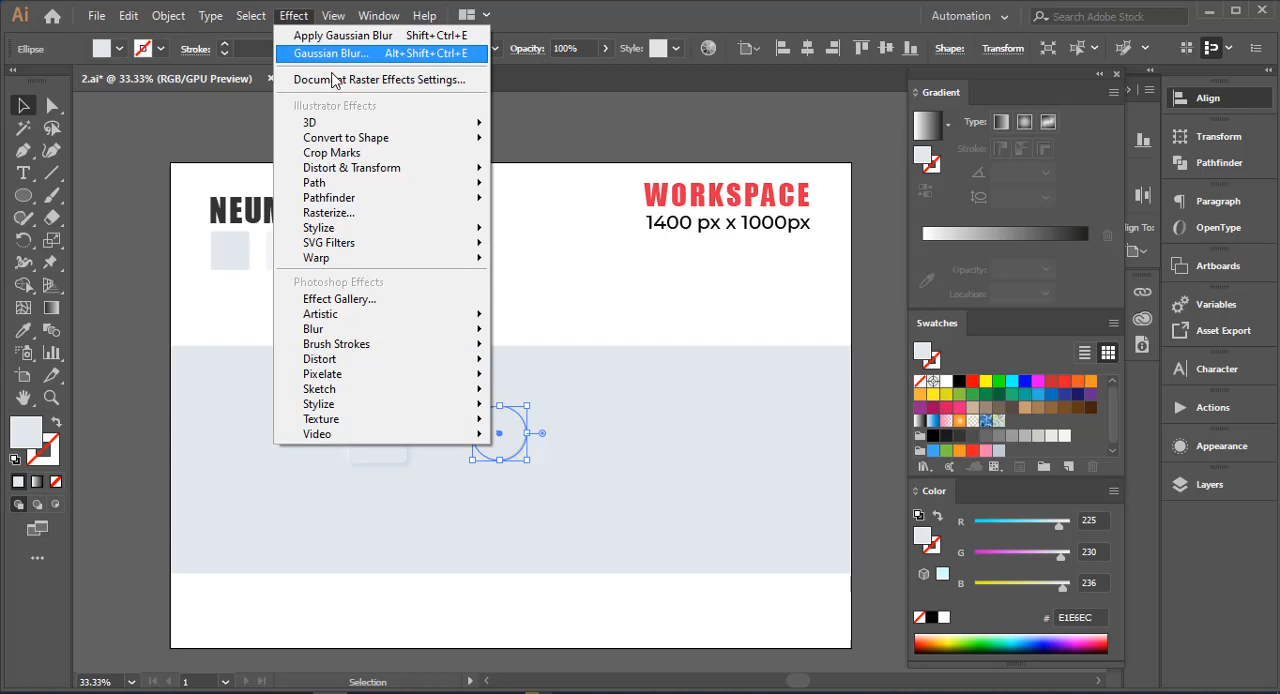 Ai File Edit Object Type Select Effect View Window Help Automation Search Adobe Stock
Ellipse Stroke: Opacity: 100% Style: Shape: Transform
2.ai* @ 33.33% (RGB/GPU Preview)
Apply Gaussian Blur Shift+Ctrl+E
Gaussian Blur... Alt+Shift+Ctrl+E
Document Raster Effects Settings...
Illustrator Effects
3D
Convert to Shape
Crop Marks
Distort & Transform
Path
Pathfinder
Rasterize...
Stylize
SVG Filters
Warp
Photoshop Effects
Effect Gallery...
Artistic
Blur
Brush Strokes
Distort
Pixelate
Sketch
Stylize
Texture
Video
NEUM
WORKSPACE
1400 px x 1000px
Gradient
Type:
Stroke:
Opacity:
Location:
Swatches
Color
R 225
G 230
B 236
# E1E6EC
lign To:
Align
Transform
Pathfinder
Paragraph
OpenType
Artboards
Variables
Asset Export
Character
Actions
Appearance
Layers
33.33% 1 Selection